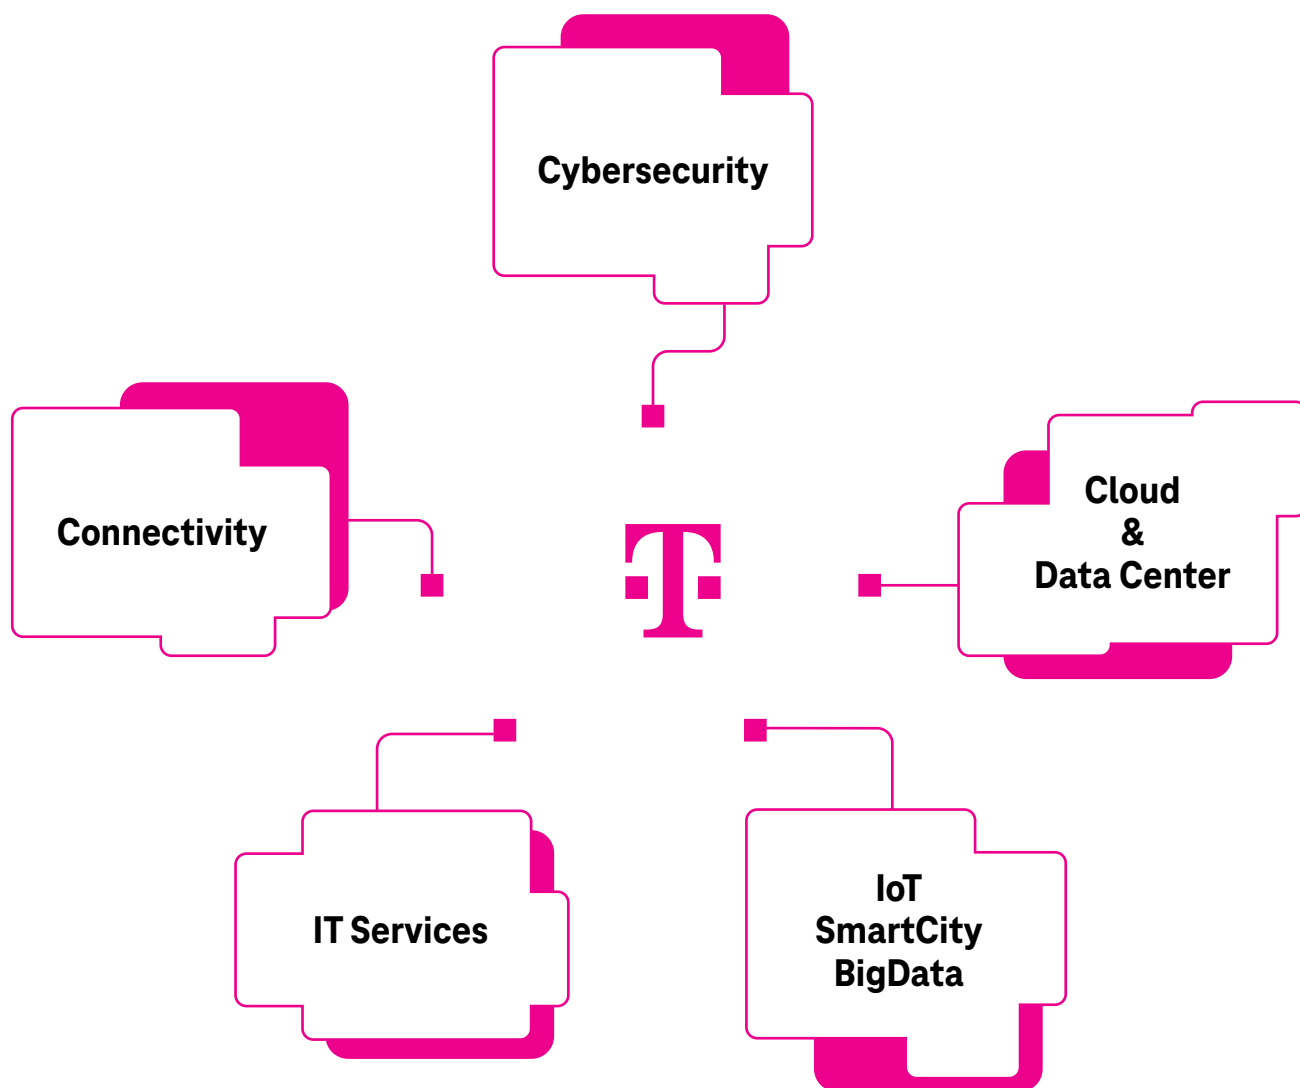 Cybersecurity
Connectivity
Cloud
&
Data Center
T
IT Services
IoT
SmartCity
BigData